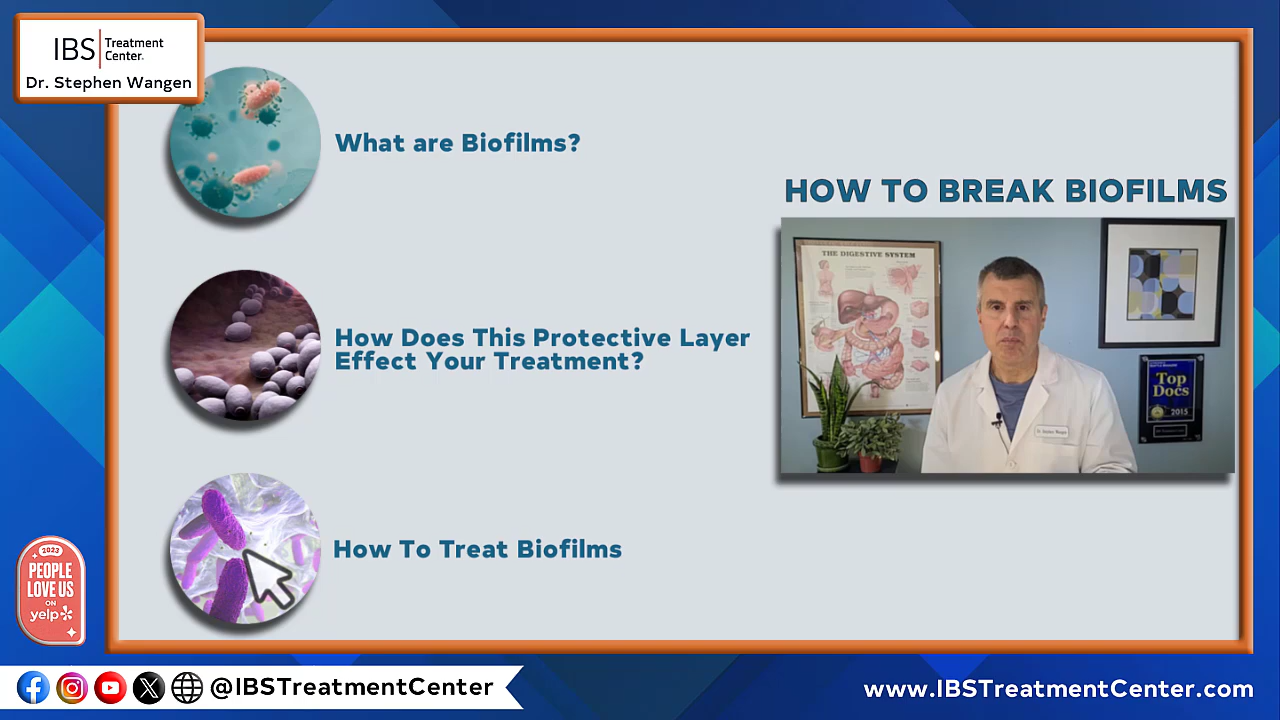 IBS Treatment Center
Dr. Stephen Wangen
What are Biofilms?
How Does This Protective Layer
Effect Your Treatment?
How To Treat Biofilms
HOW TO BREAK BIOFILMS
THE DIGESTIVE SYSTEM
Top
Docs
2015
2023
PEOPLE
LOVE US
ON
yelp
@IBSTreatmentCenter
www.IBSTreatmentCenter.com